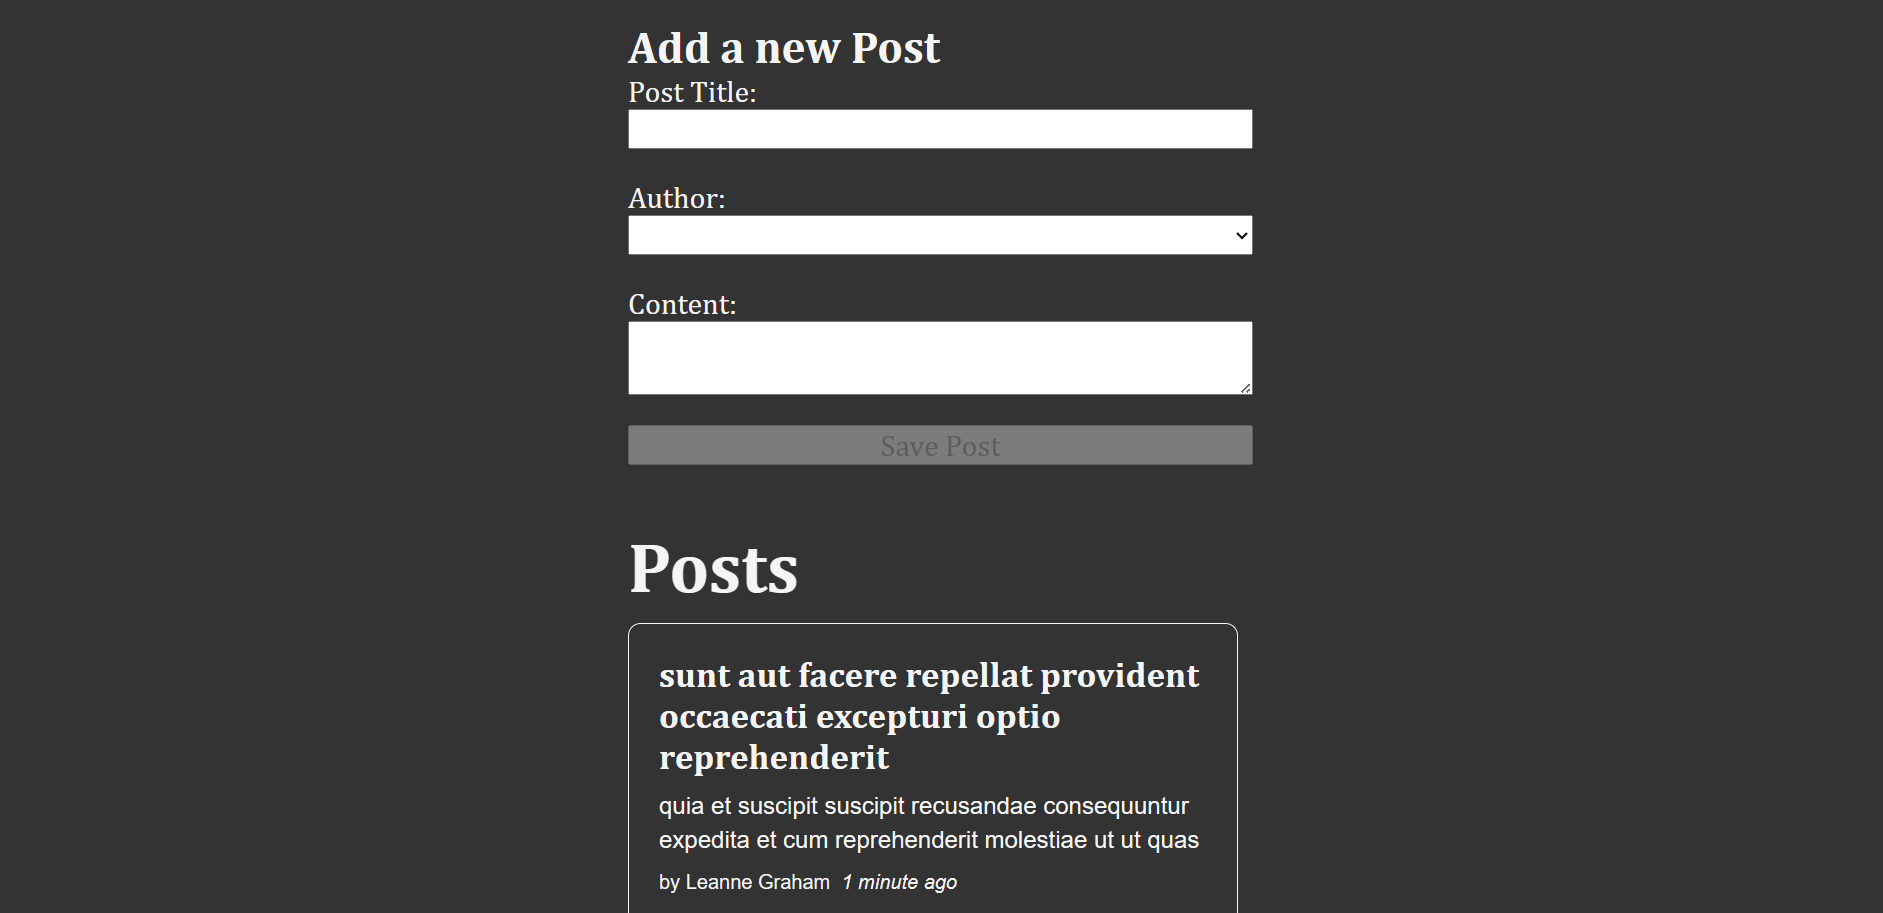 Add a new Post
Post Title:
Author:
Content:
Save Post
Posts
sunt aut facere repellat provident
occaecati excepturi optio
reprehenderit
quia et suscipit suscipit recusandae consequuntur
expedita et cum reprehenderit molestiae ut ut quas
by Leanne Graham 1 minute ago